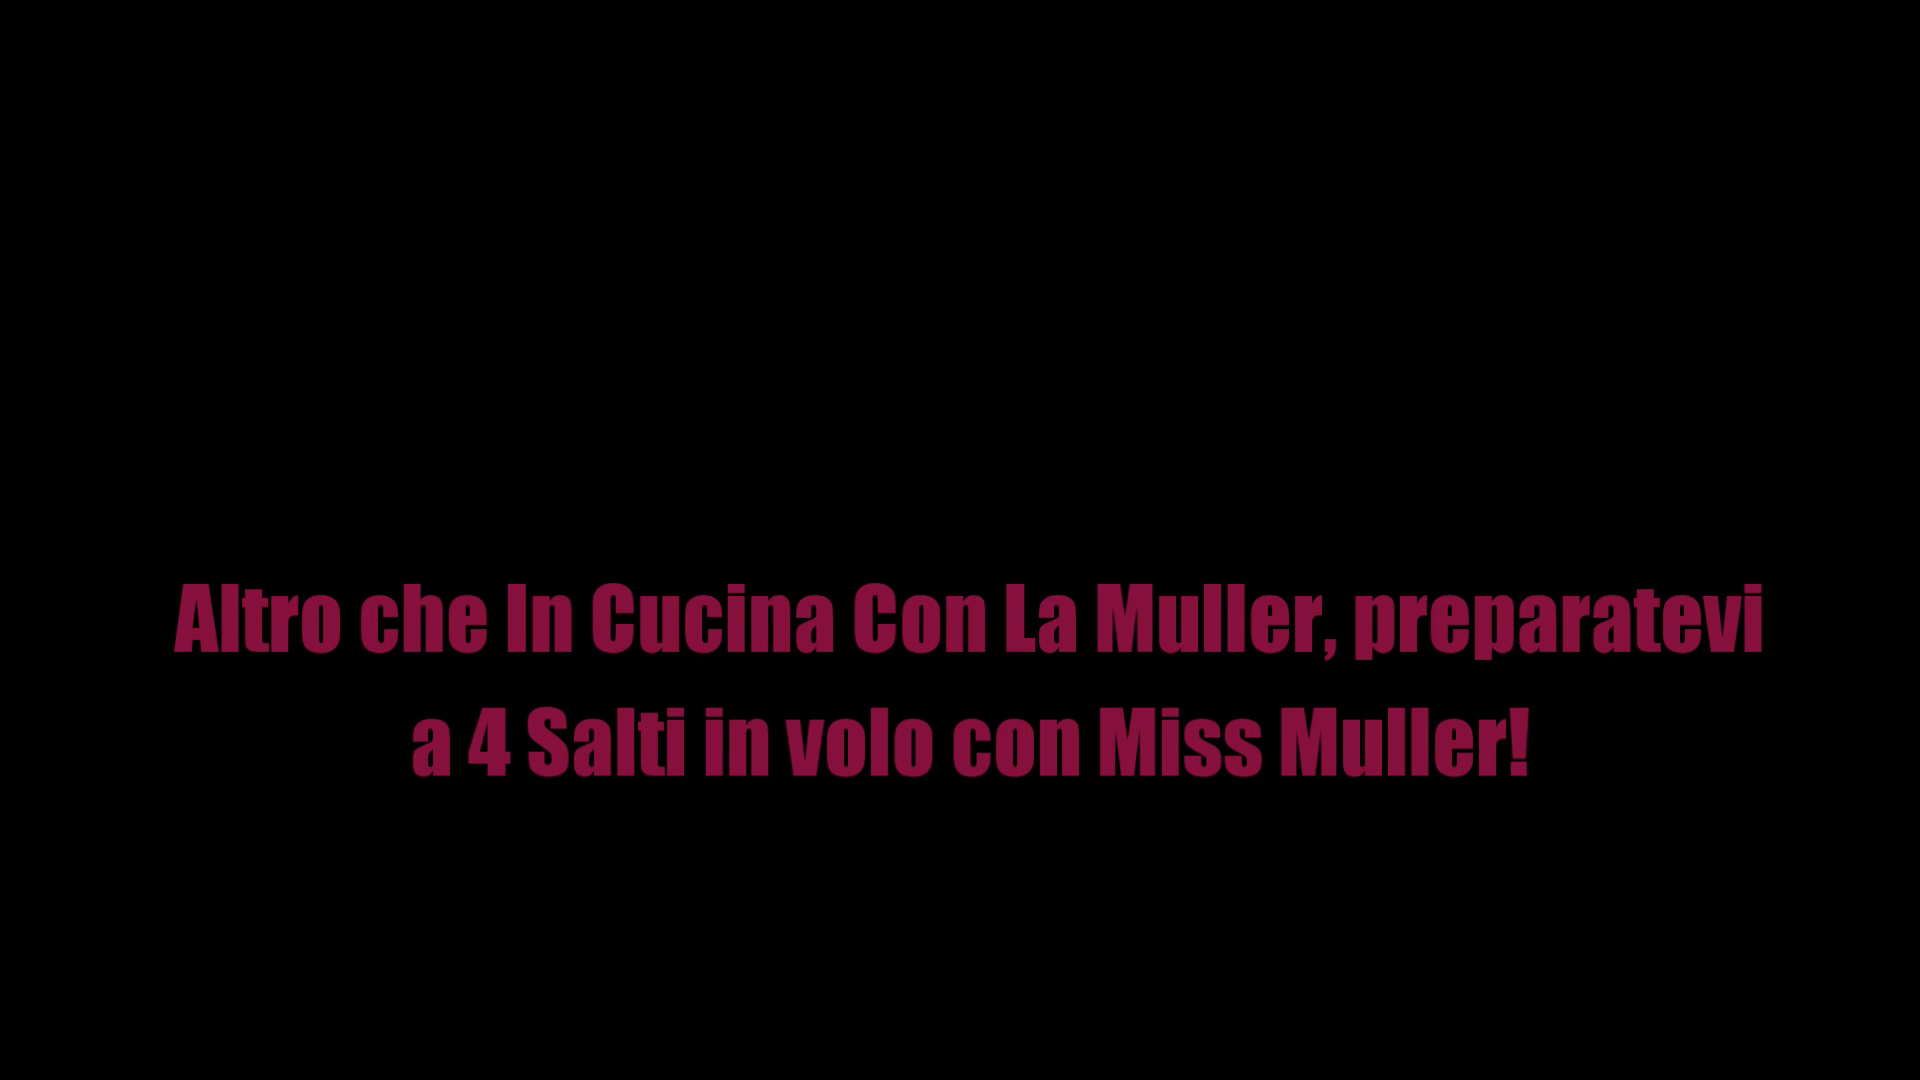 Altro che In Cucina Con La Muller, preparatevi
a 4 Salti in volo con Miss Muller!